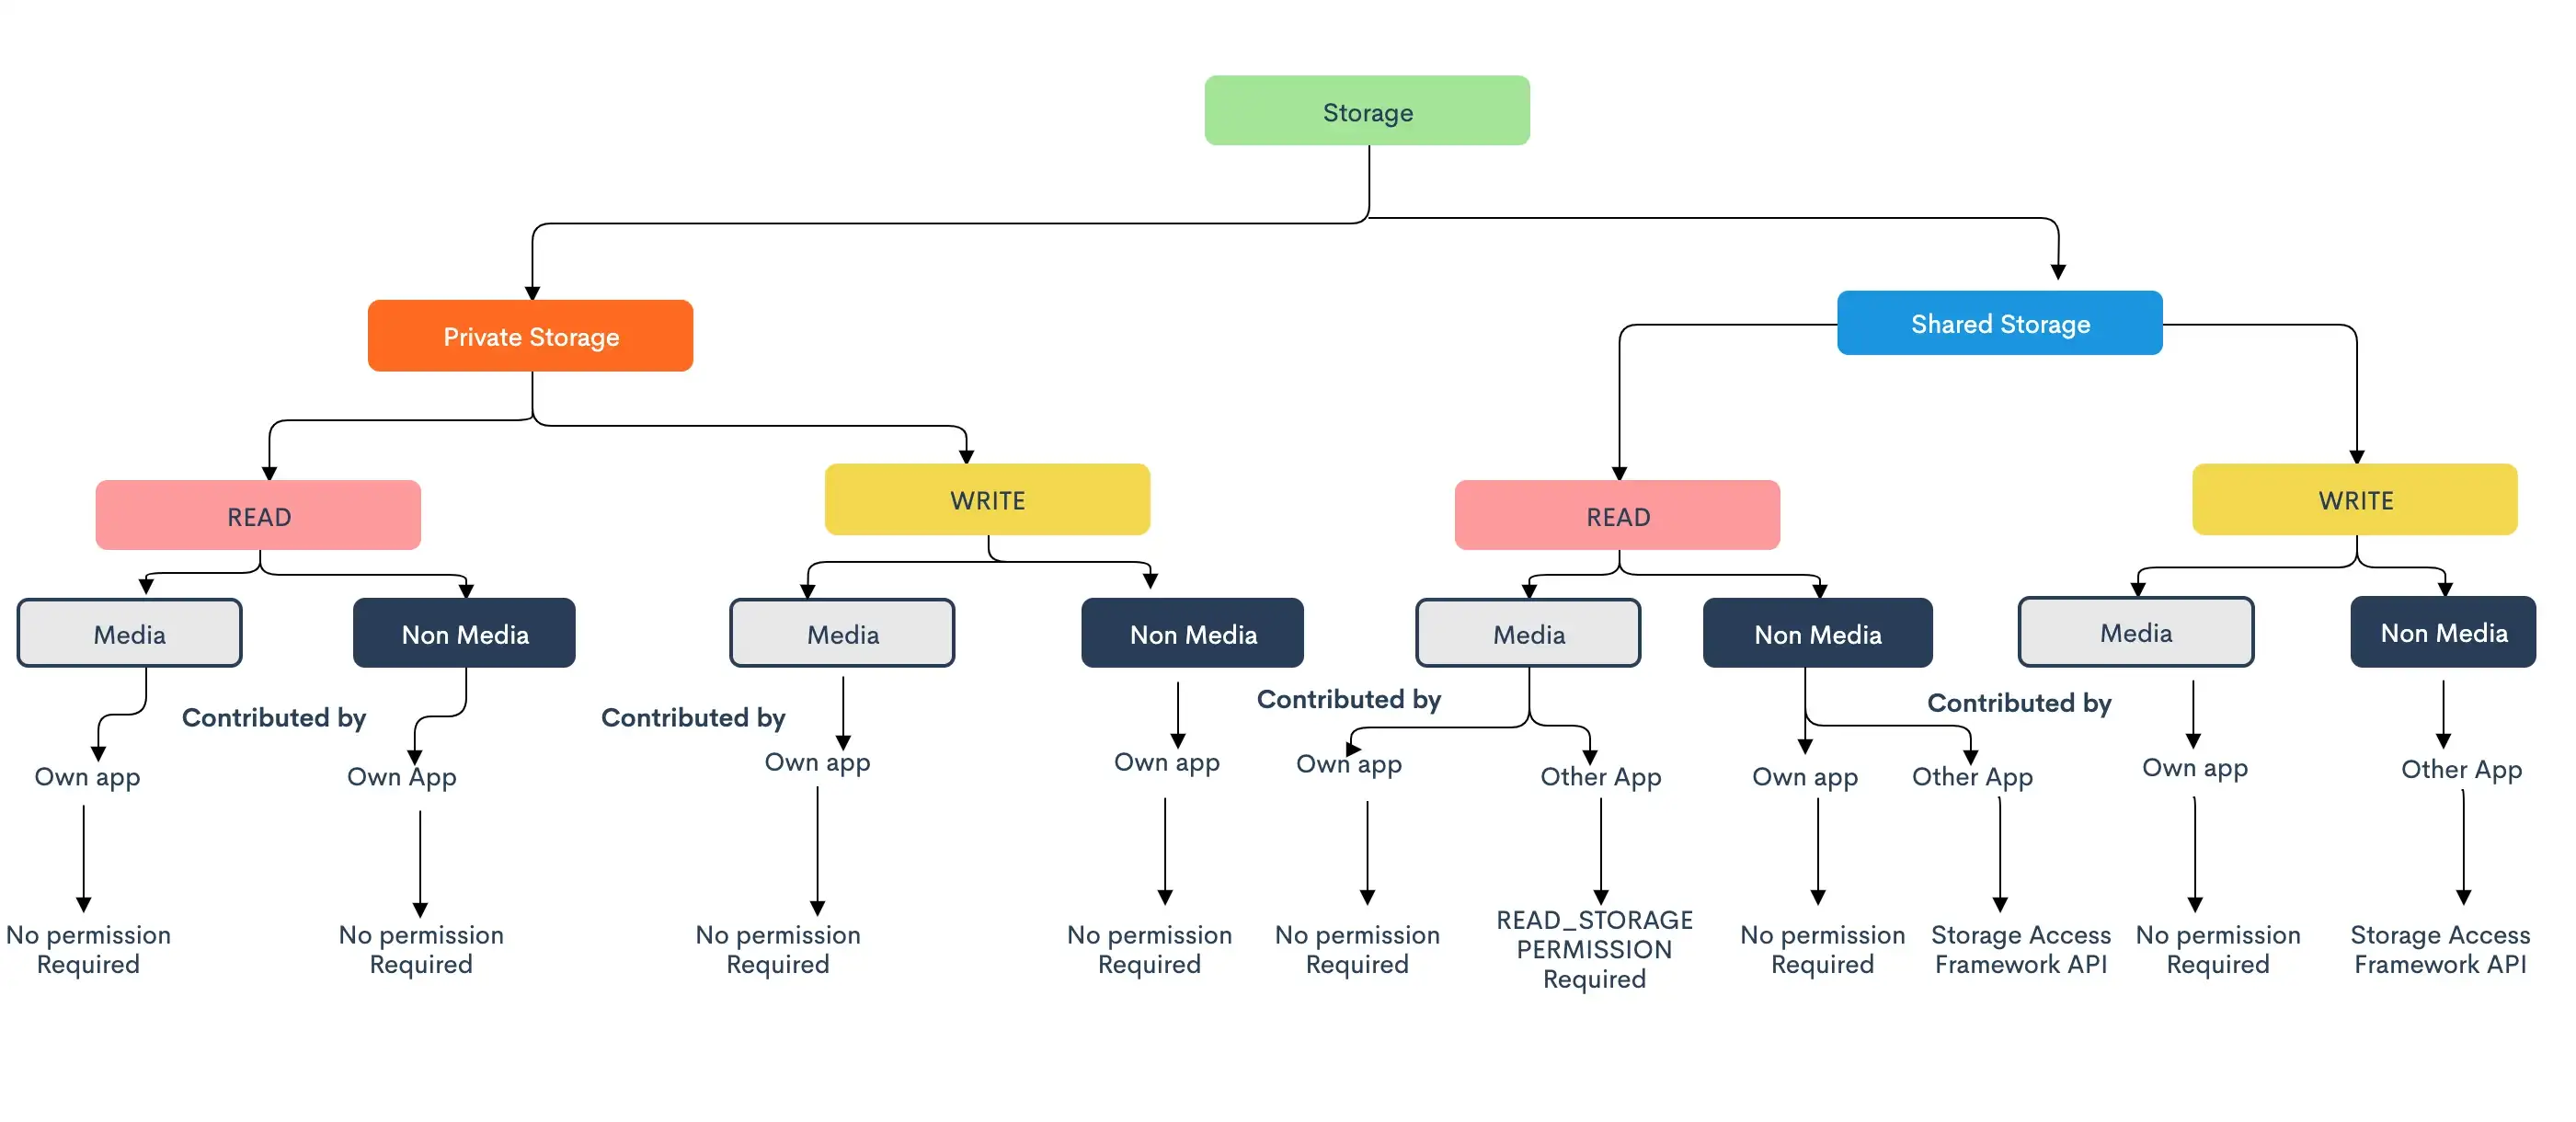 Storage
Private Storage
Shared Storage
READ
WRITE
READ
WRITE
Media
Non Media
Media
Non Media
Media
Non Media
Media
Non Media
Contributed by
Contributed by
Contributed by
Contributed by
Own app
Own App
Own app
Own app
Own app
Other App
Own app
Other App
Own app
Other App
No permission
Required
No permission
Required
No permission
Required
No permission
Required
No permission
Required
READ_STORAGE
PERMISSION
Required
No permission
Required
Storage Access
Framework API
No permission
Required
Storage Access
Framework API